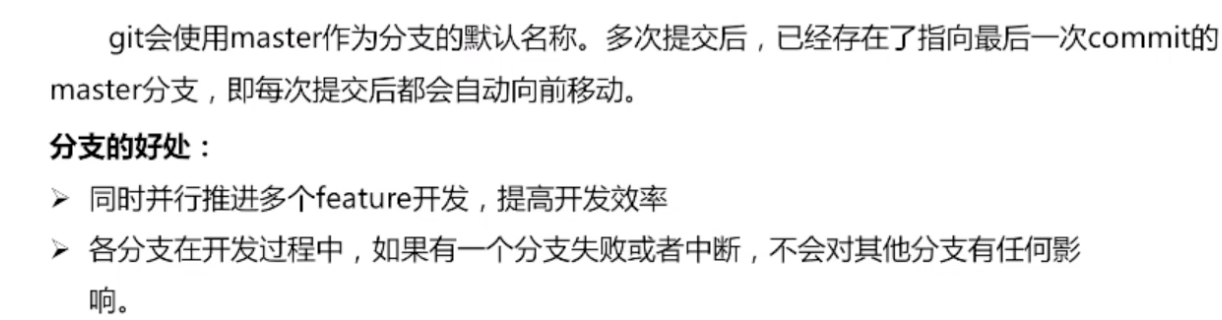 git会使用master作为分支的默认名称。多次提交后，已经存在了指向最后一次commit的
master分支，即每次提交后都会自动向前移动。
分支的好处：
➢ 同时并行推进多个feature开发，提高开发效率
➢ 各分支在开发过程中，如果有一个分支失败或者中断，不会对其他分支有任何影
响。